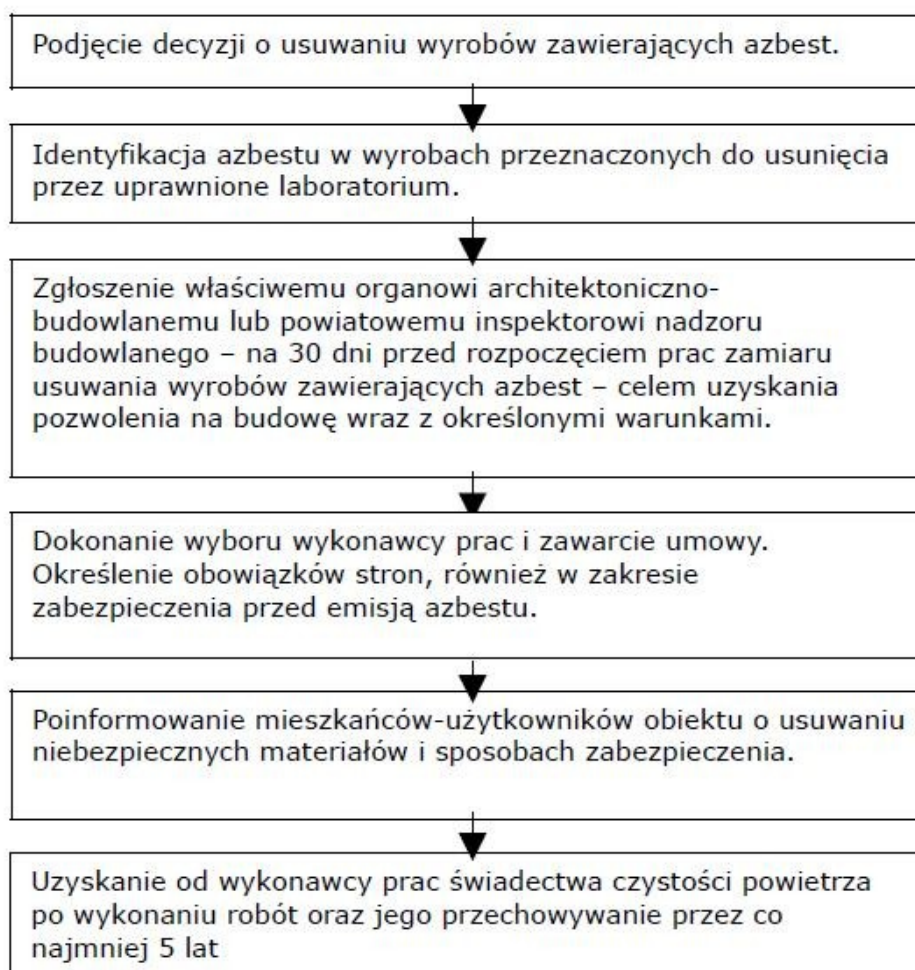 Podjęcie decyzji o usuwaniu wyrobów zawierających azbest.
Identyfikacja azbestu w wyrobach przeznaczonych do usunięcia
przez uprawnione laboratorium.
Zgłoszenie właściwemu organowi architektoniczno-
budowlanemu lub powiatowemu inspektorowi nadzoru
budowlanego – na 30 dni przed rozpoczęciem prac zamiaru
usuwania wyrobów zawierających azbest – celem uzyskania
pozwolenia na budowę wraz z określonymi warunkami.
Dokonanie wyboru wykonawcy prac i zawarcie umowy.
Określenie obowiązków stron, również w zakresie
zabezpieczenia przed emisją azbestu.
Poinformowanie mieszkańców-użytkowników obiektu o usuwaniu
niebezpiecznych materiałów i sposobach zabezpieczenia.
Uzyskanie od wykonawcy prac świadectwa czystości powietrza
po wykonaniu robót oraz jego przechowywanie przez co
najmniej 5 lat